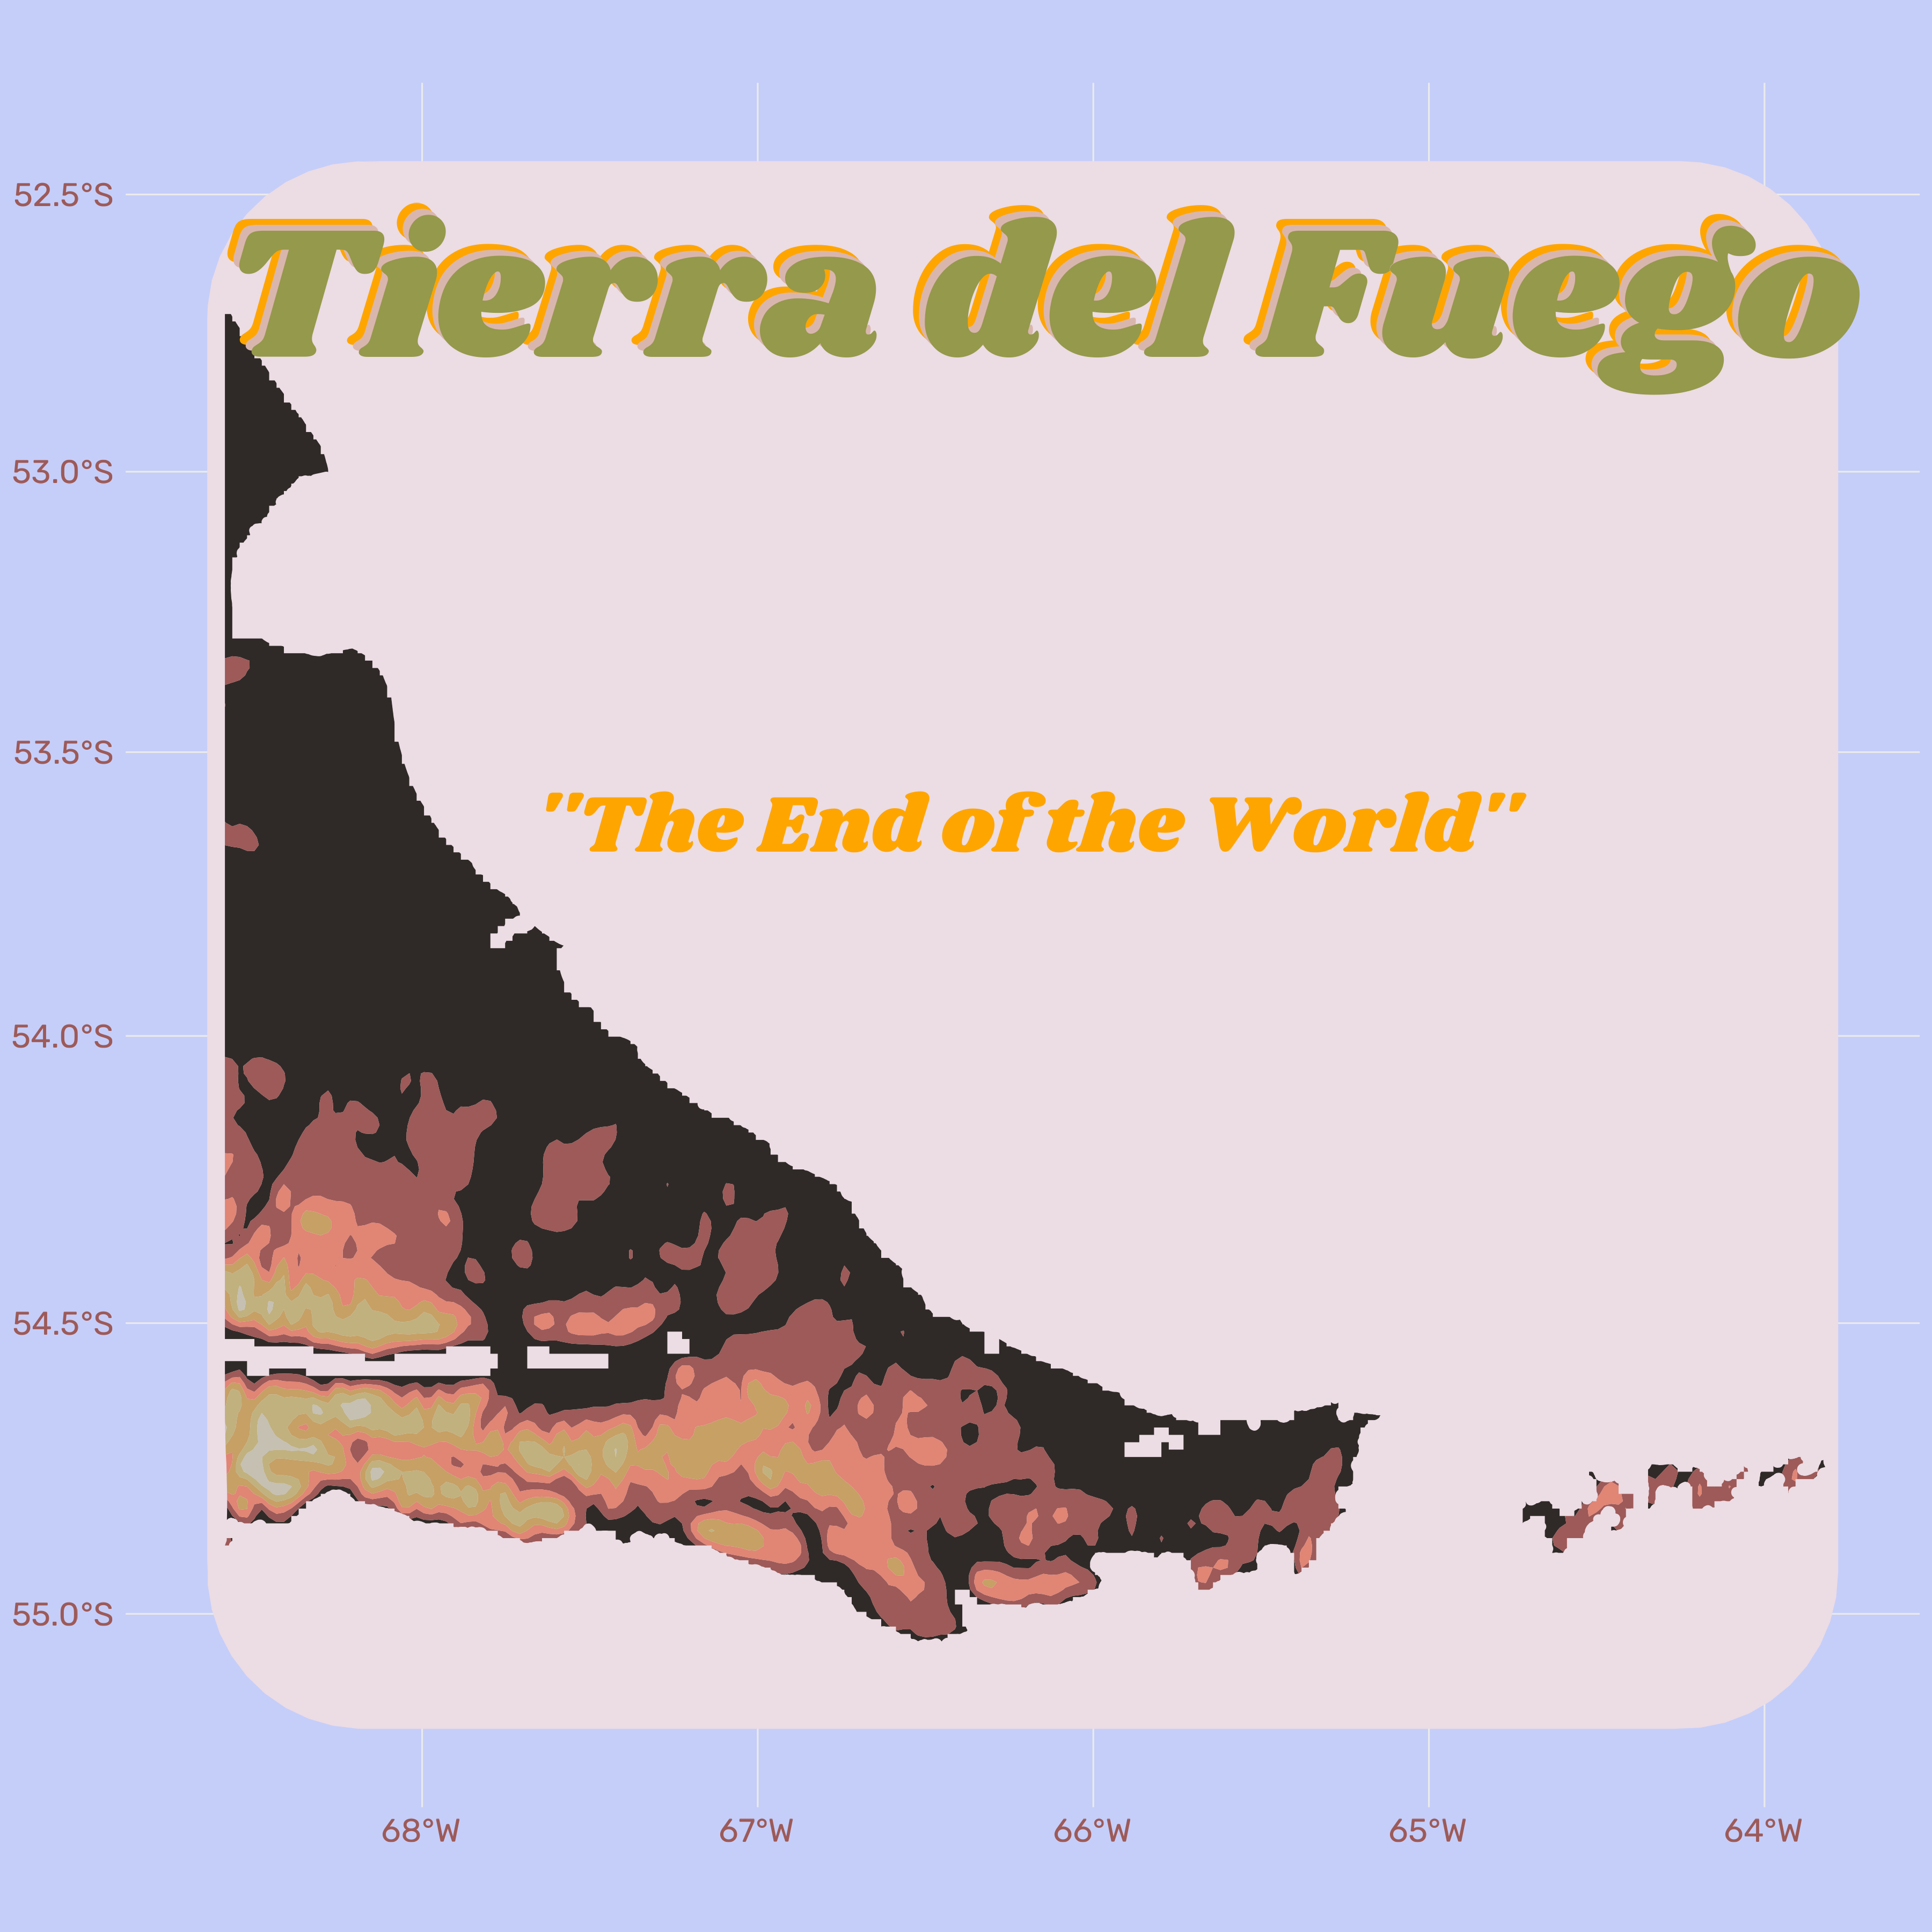 52.5°S
Tierra del Fuego
53.0°S
53.5°S
""The End of the World""
54.0°S
54.5°S
55.0°S
68°W 67°W 66°W 65°W 64°W